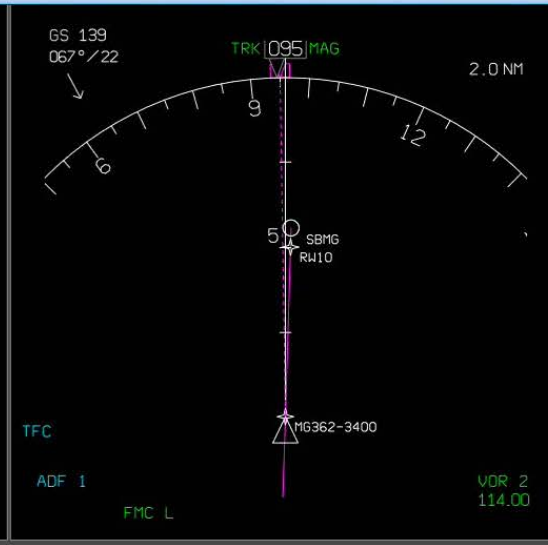 GS 139
067°/22
TRK 095 MAG
2.0 NM
6
9
12
5
SBMG
RW10
MG362-3400
TFC
ADF 1
FMC L
VOR 2
114.00